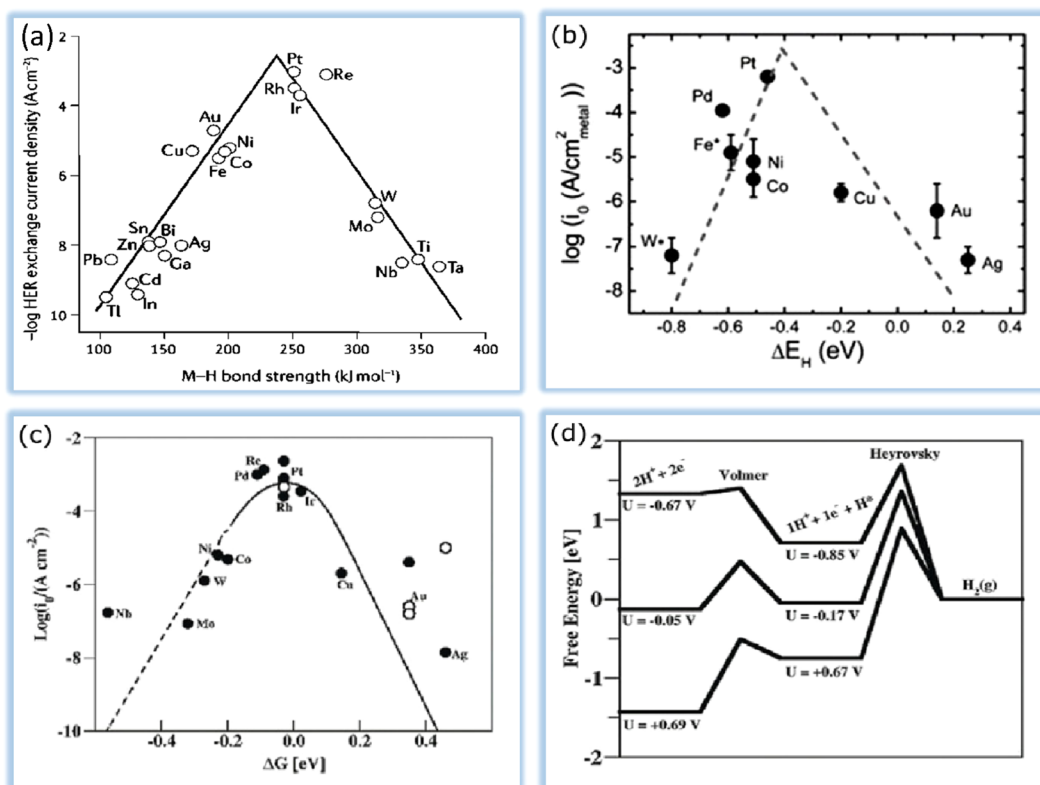 (a)
–log HER exchange current density (Acm⁻²)
2
4
6
8
10
Pt
Re
Rh
Ir
Au
Cu
Ni
Fe
Co
W
Mo
Sn
Bi
Zn
Ag
Pb
Ga
Ti
Nb
Ta
Cd
In
Tl
100 150 200 250 300 350 400
M–H bond strength (kJ mol⁻¹)
(b)
log (i₀ (A/cm²metal))
-3
-4
-5
-6
-7
-8
Pt
Pd
Fe*
Ni
Co
Cu
Au
W*
Ag
-0.8 -0.6 -0.4 -0.2 0.0 0.2 0.4
ΔE_H (eV)
(c)
Log(i₀/(A cm⁻²))
-2
-4
-6
-8
-10
Re
Pd
Pt
Rh
Ir
Ni
Co
W
Cu
Nb
Mo
Au
Ag
-0.4 -0.2 0.0 0.2 0.4
ΔG [eV]
(d)
Free Energy [eV]
2
1
0
-1
-2
2H⁺ + 2e⁻
Volmer
Heyrovsky
1H⁺ + 1e⁻ + H*
U = -0.67 V
U = -0.85 V
H₂(g)
U = -0.05 V
U = -0.17 V
U = +0.67 V
U = +0.69 V